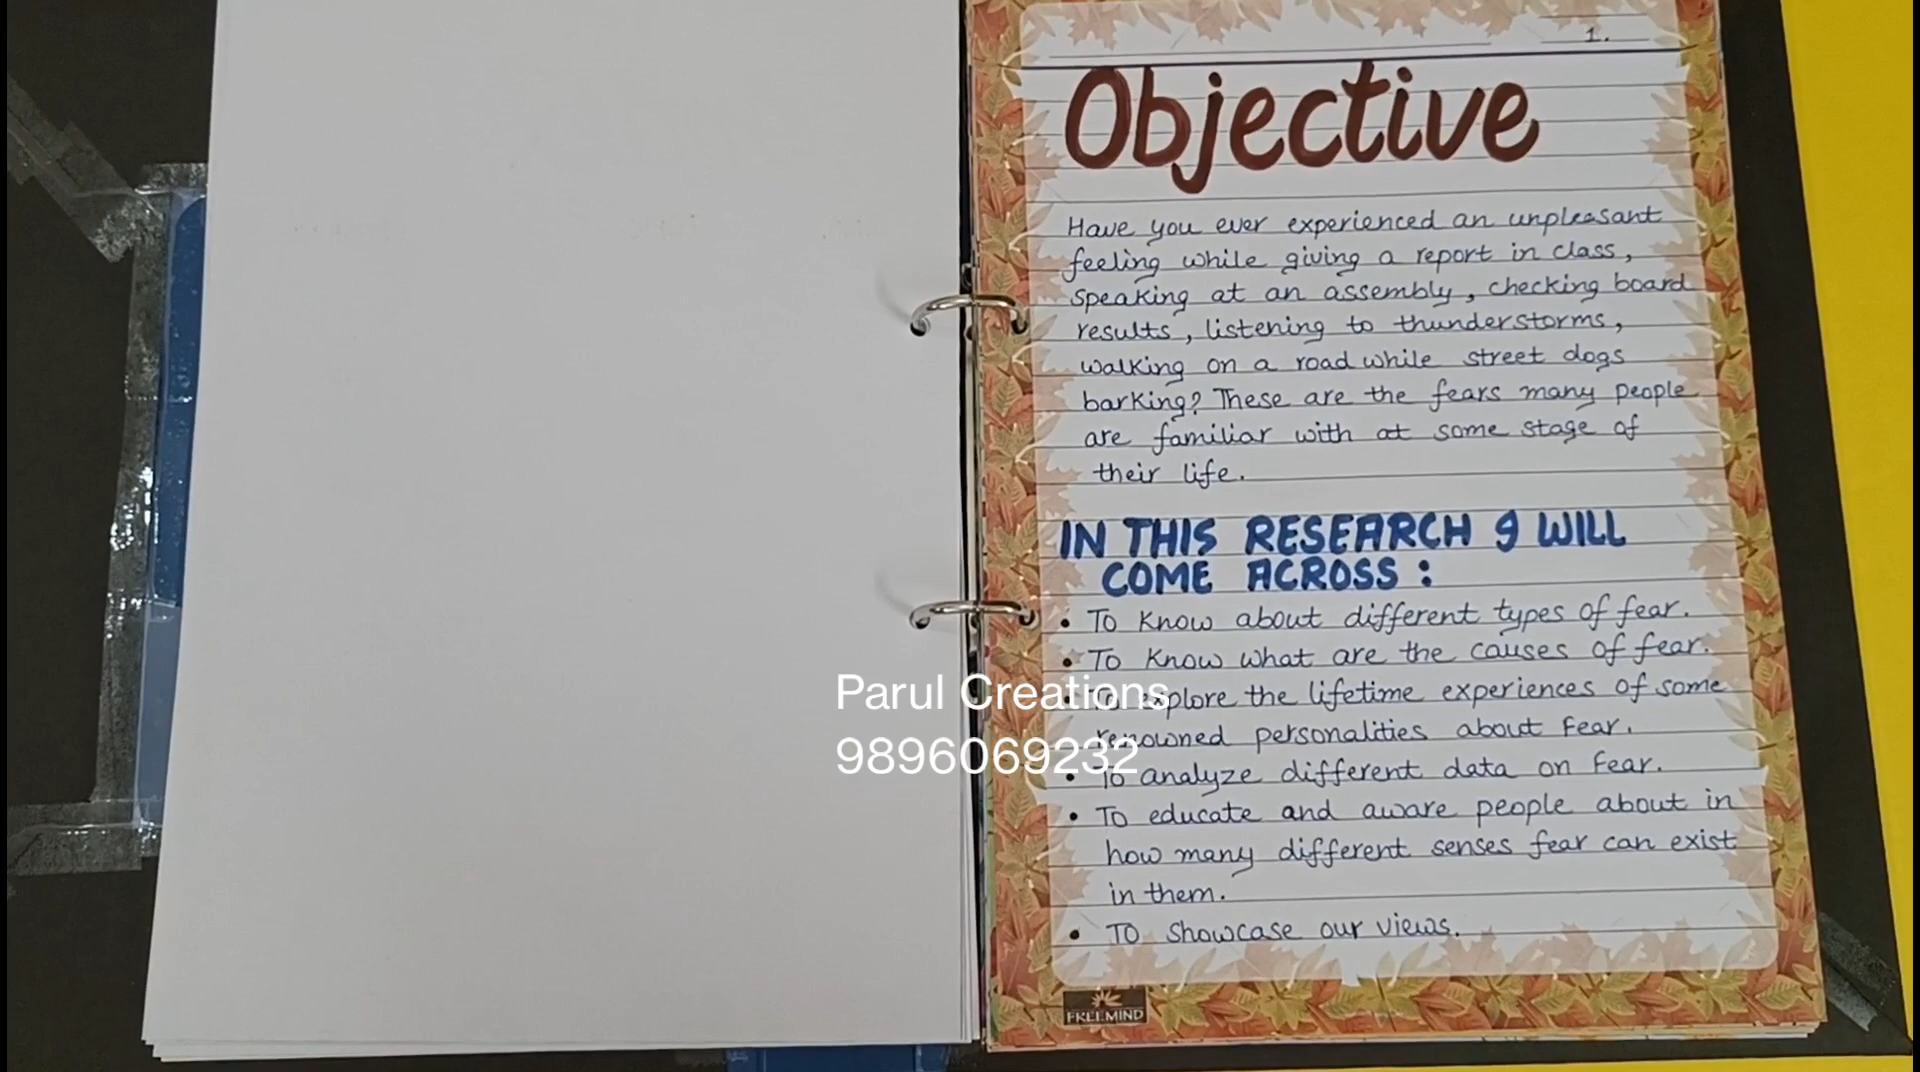 1.
Objective
Have you ever experienced an unpleasant
feeling while giving a report in class,
speaking at an assembly, checking board
results, listening to thunderstorms,
walking on a road while street dogs
barking? These are the fears many people
are familiar with at some stage of
their life.
IN THIS RESEARCH I WILL
COME ACROSS :
• To know about different types of fear.
• To know what are the causes of fear.
• To explore the lifetime experiences of some
renowned personalities about fear.
• To analyze different data on fear.
• To educate and aware people about in
how many different senses fear can exist
in them.
• To showcase our views.
Parul Creations
9896069232
FREEMIND